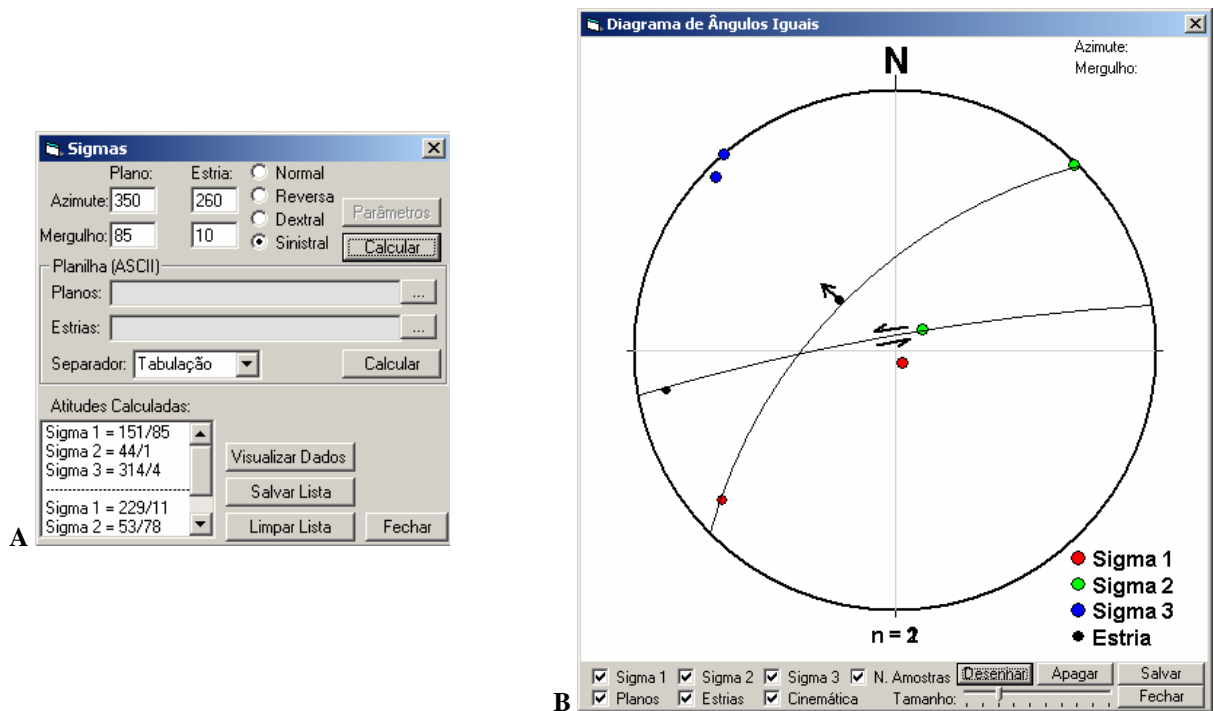 Sigmas
Plano: Estria: Normal
Azimute: 350 260 Reversa
Dextral Parâmetros
Mergulho: 85 10 Sinistral Calcular
Planilha (ASCII)
Planos: ...
Estrias: ...
Separador: Tabulação Calcular
Atitudes Calculadas:
Sigma 1 = 151/85
Sigma 2 = 44/1
Sigma 3 = 314/4
--------------------------------
Sigma 1 = 229/11
Sigma 2 = 53/78
Visualizar Dados
Salvar Lista
Limpar Lista Fechar
A
Diagrama de Ângulos Iguais
Azimute:
Mergulho:
N
Sigma 1
Sigma 2
Sigma 3
Estria
n =
Sigma 1 Sigma 2 Sigma 3 N. Amostras Desenhar Apagar Salvar
Planos Estrias Cinemática Tamanho: Fechar
B